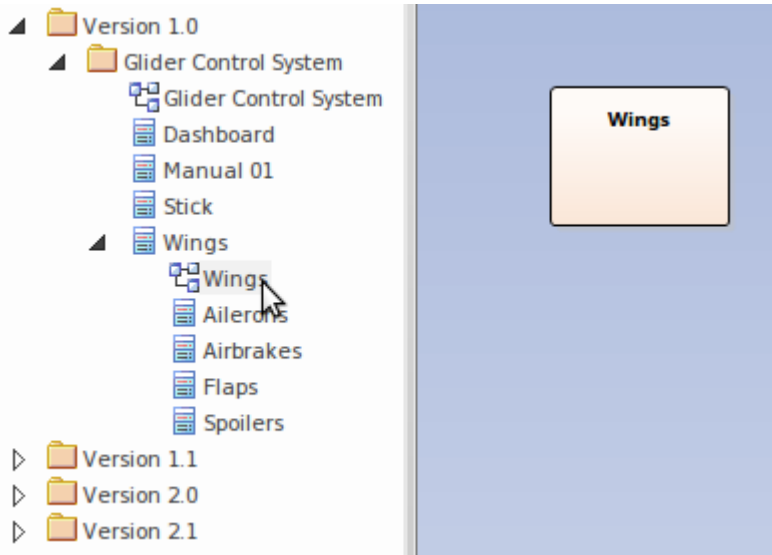 Version 1.0
Glider Control System
Glider Control System
Dashboard
Manual 01
Stick
Wings
Wings
Ailerons
Airbrakes
Flaps
Spoilers
Version 1.1
Version 2.0
Version 2.1
Wings